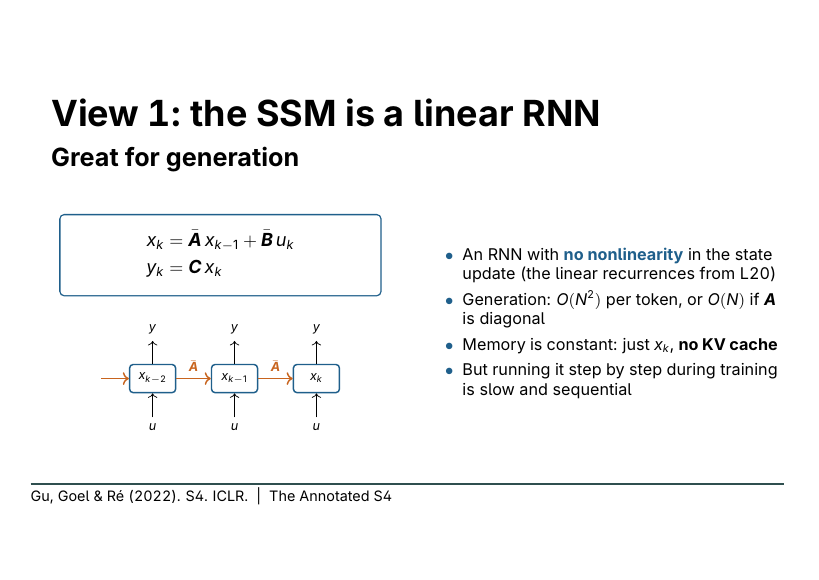 View 1: the SSM is a linear RNN
Great for generation
x_k = Ā x_{k−1} + B̄ u_k
y_k = C x_k
y y y
Ā Ā
x_{k−2} x_{k−1} x_k
u u u
• An RNN with no nonlinearity in the state
update (the linear recurrences from L20)
• Generation: O(N²) per token, or O(N) if A
is diagonal
• Memory is constant: just x_k, no KV cache
• But running it step by step during training
is slow and sequential
Gu, Goel & Ré (2022). S4. ICLR. | The Annotated S4